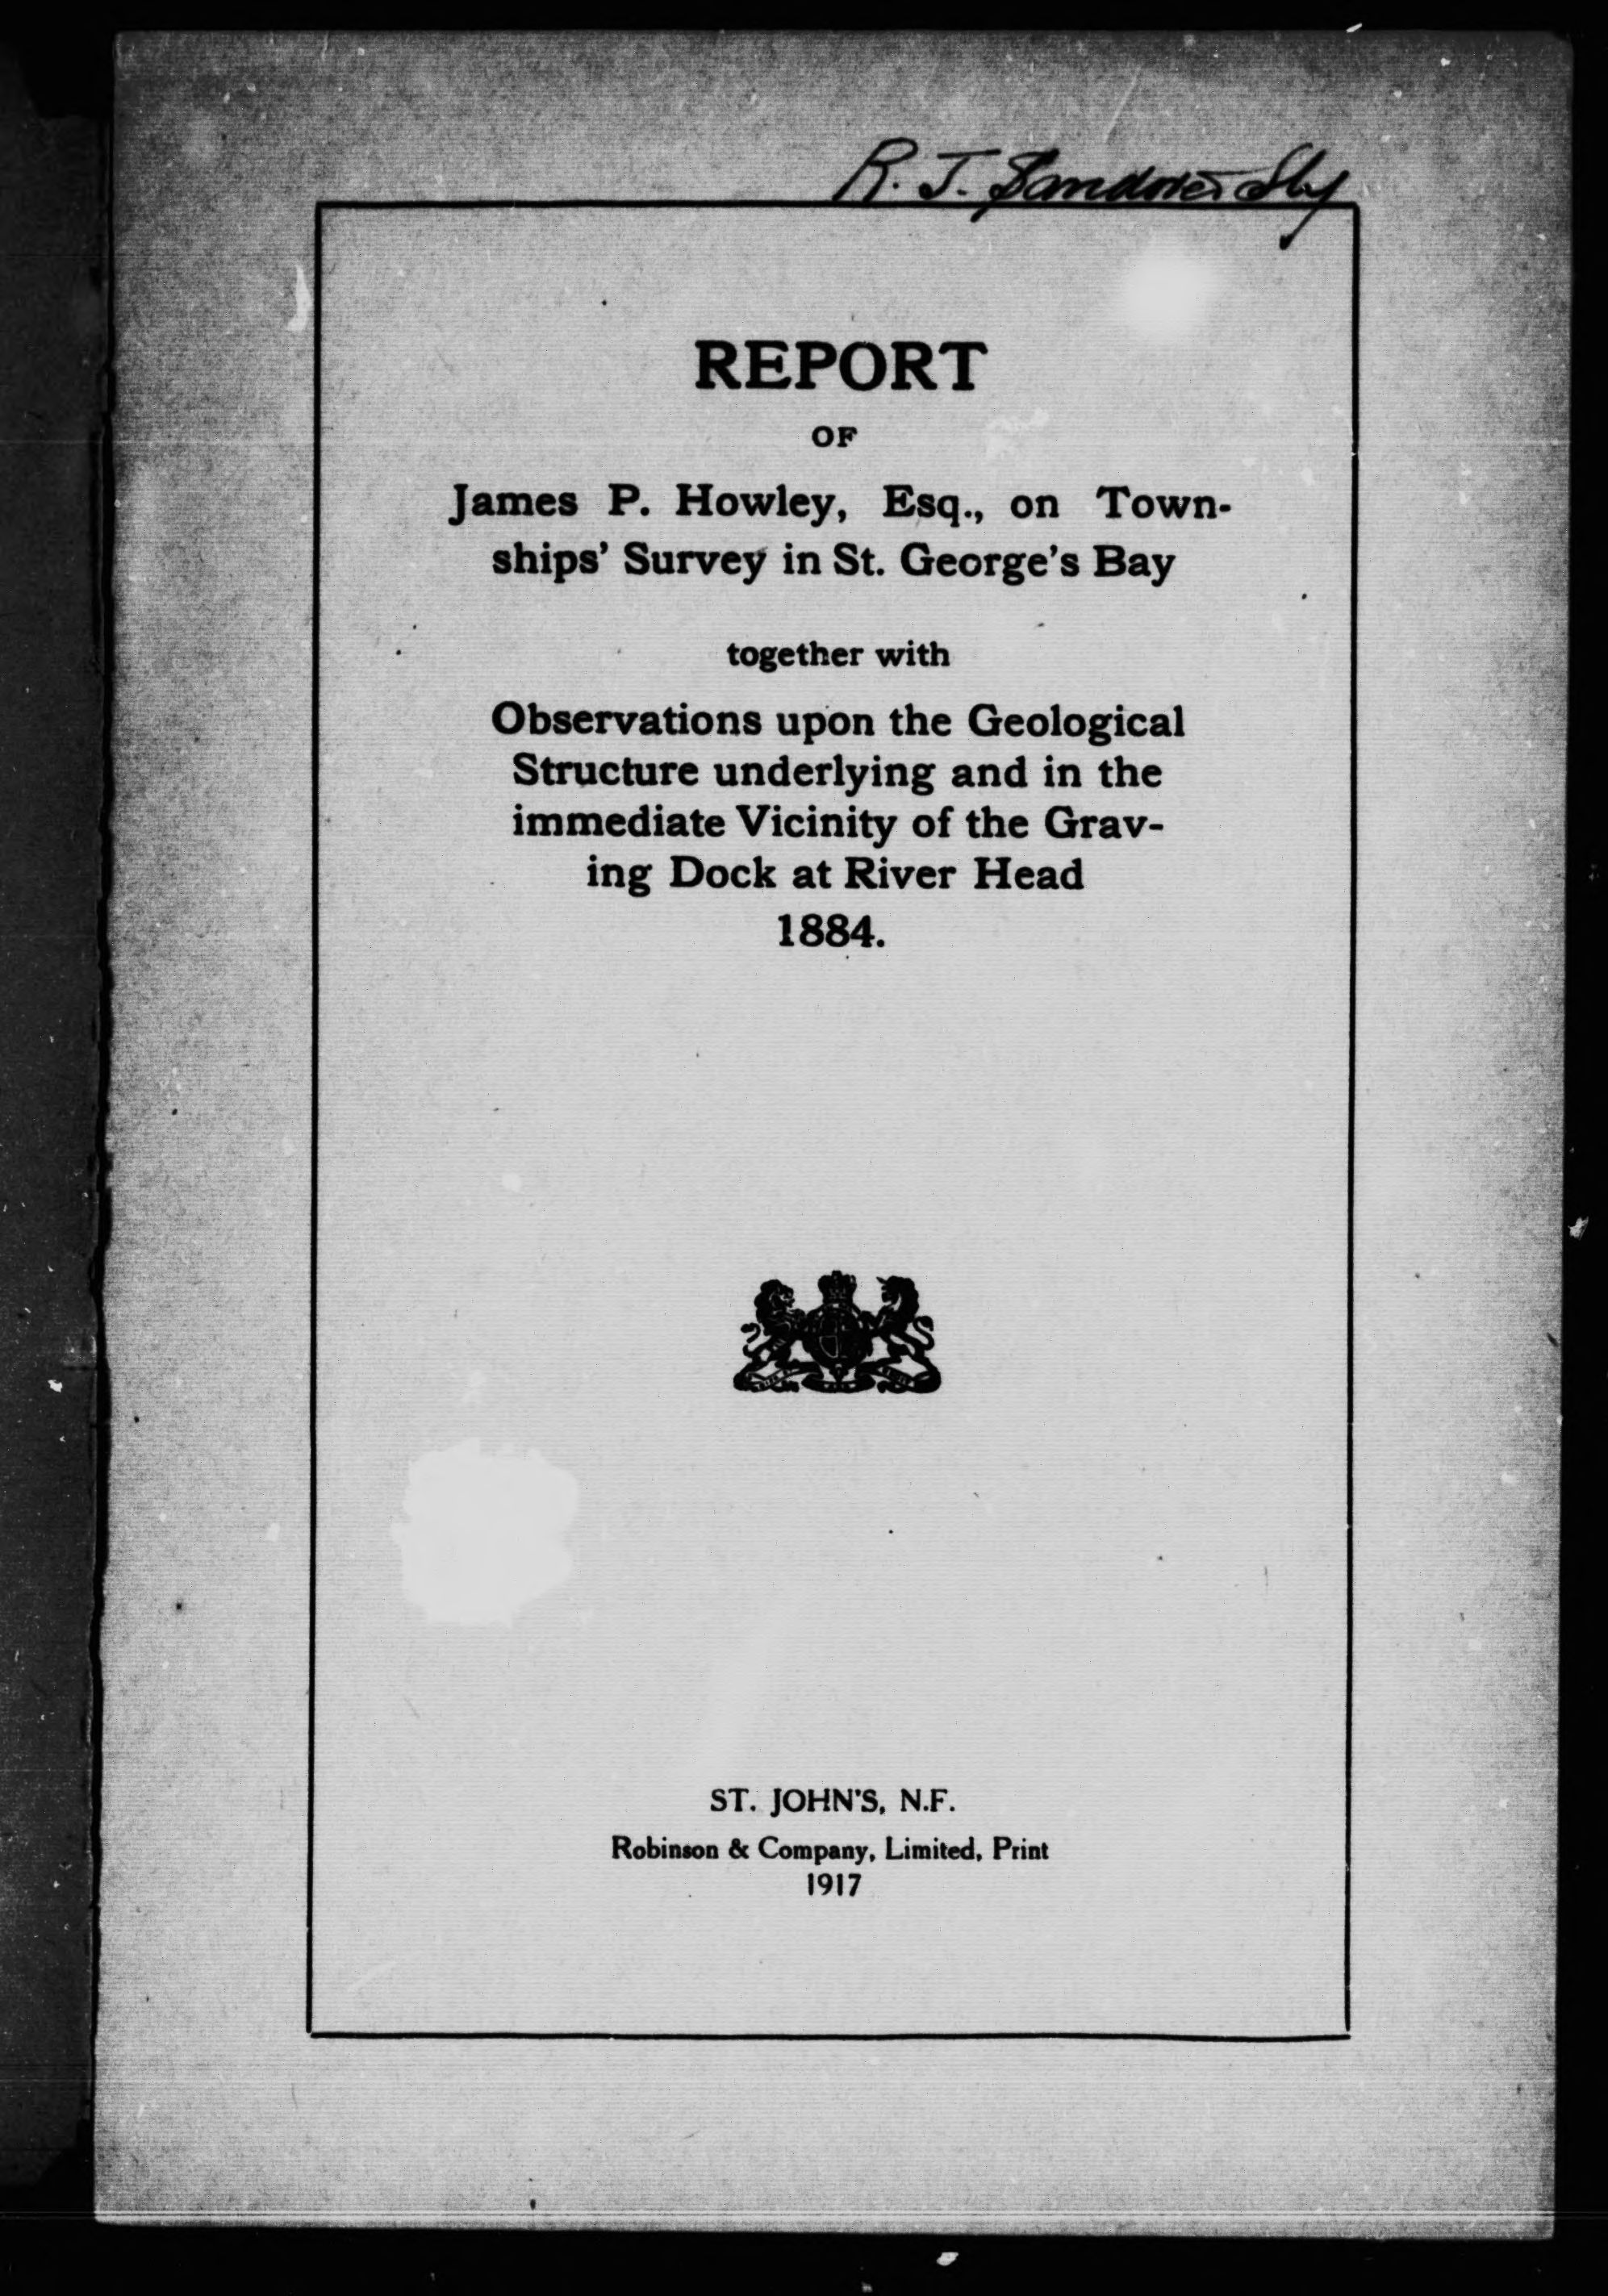 R. J. Sandover Sly
REPORT
OF
James P. Howley, Esq., on Town-
ships' Survey in St. George's Bay
together with
Observations upon the Geological
Structure underlying and in the
immediate Vicinity of the Grav-
ing Dock at River Head
1884.
ST. JOHN'S, N.F.
Robinson & Company, Limited, Print
1917